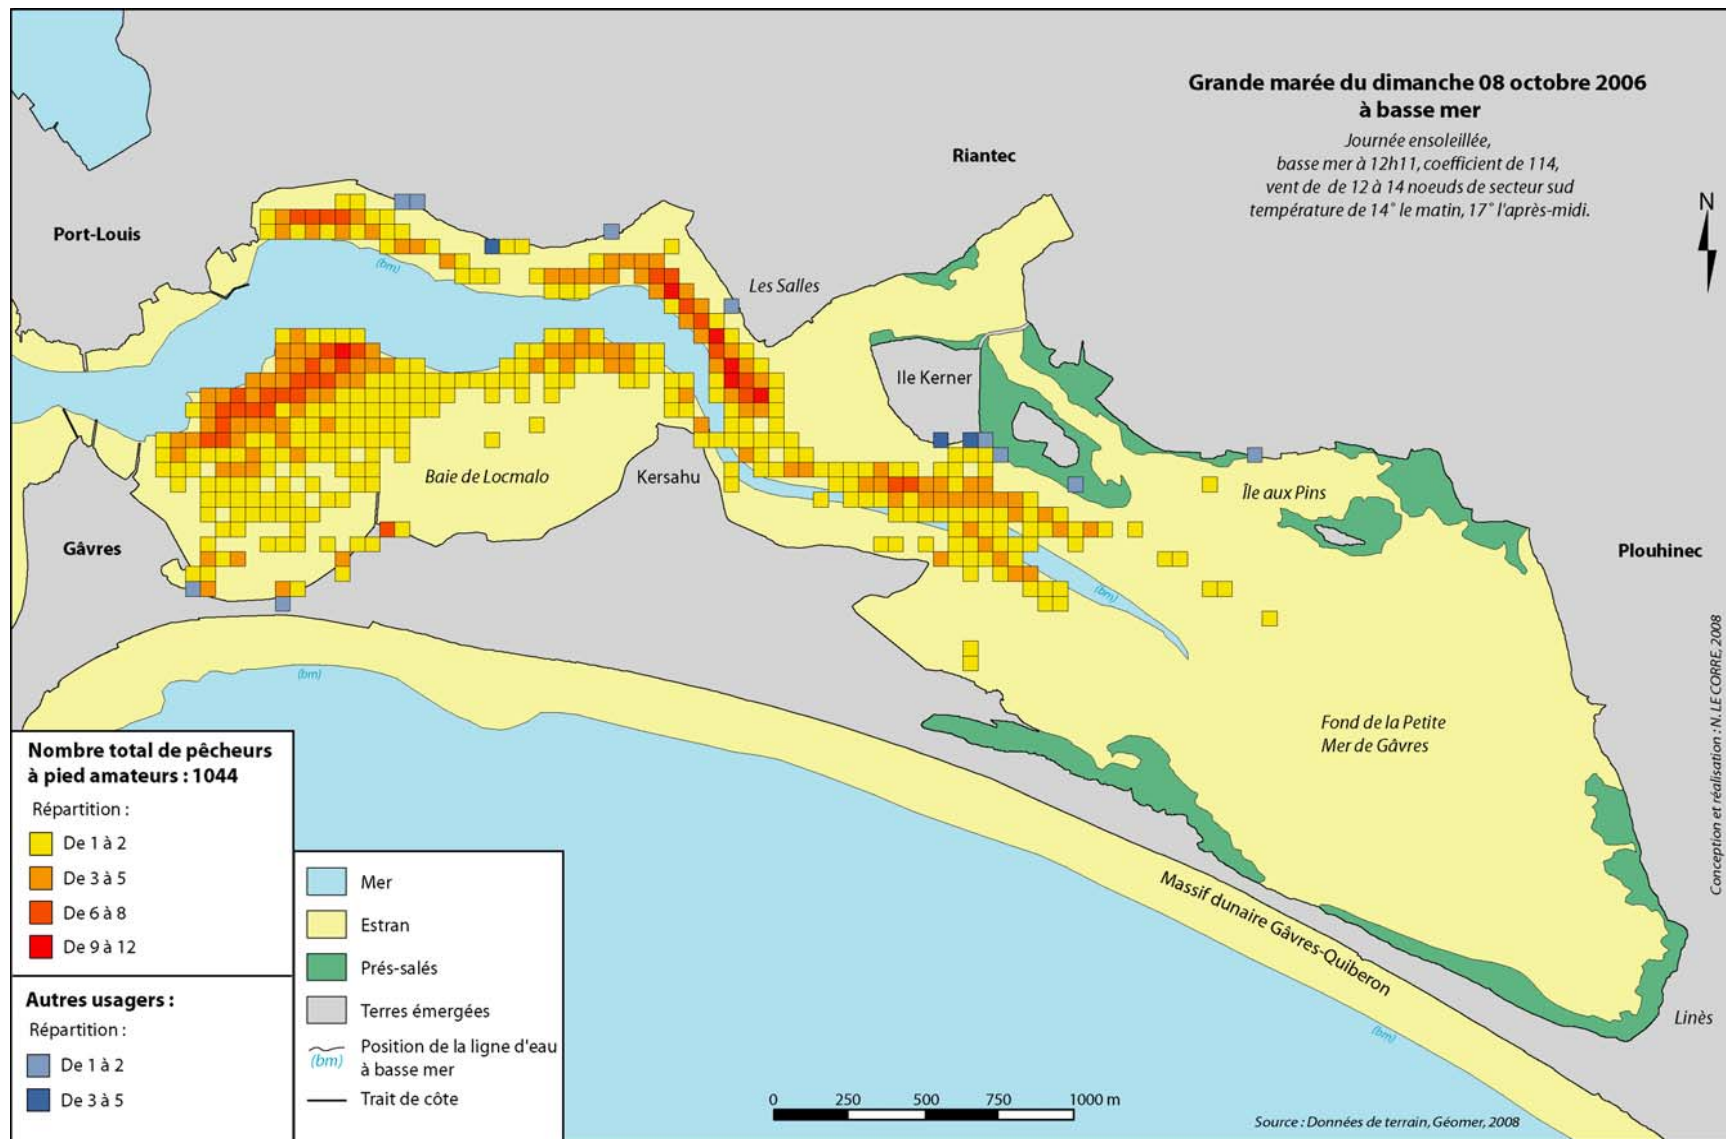 Grande marée du dimanche 08 octobre 2006
à basse mer
Journée ensoleillée,
basse mer à 12h11, coefficient de 114,
vent de de 12 à 14 noeuds de secteur sud
température de 14° le matin, 17° l'après-midi.
N
Riantec
Port-Louis
(bm)
Les Salles
Ile Kerner
Baie de Locmalo
Kersahu
Île aux Pins
Gâvres
Plouhinec
(bm)
(bm)
Fond de la Petite
Mer de Gâvres
Massif dunaire Gâvres-Quiberon
Linès
(bm)
Nombre total de pêcheurs
à pied amateurs : 1044
Répartition :
De 1 à 2
De 3 à 5
De 6 à 8
De 9 à 12
Autres usagers :
Répartition :
De 1 à 2
De 3 à 5
Mer
Estran
Prés-salés
Terres émergées
(bm)
Position de la ligne d'eau
à basse mer
Trait de côte
0 250 500 750 1000 m
Source : Données de terrain, Géomer, 2008
Conception et réalisation : N. LE CORRE, 2008